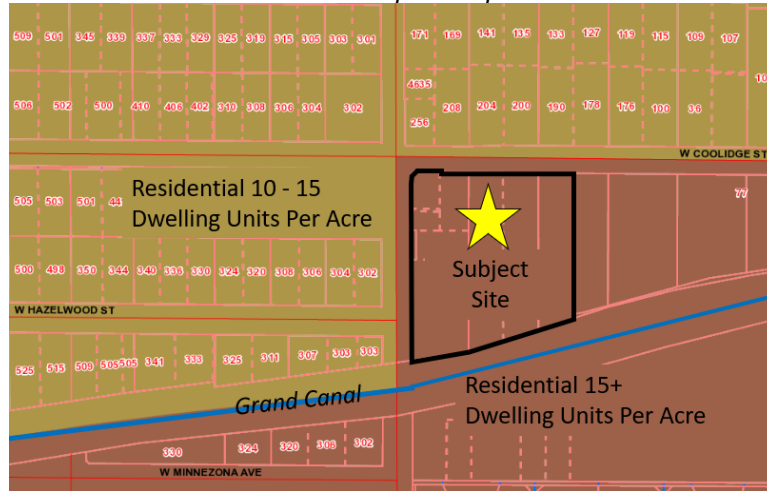 509 501 345 339 337 333 329 325 319 315 305 303 301
171 169 141 135 133 127 119 115 109 107
4635
506 502 500 410 406 402 310 308 306 304 302
256 208 204 200 190 178 176 100 36
W COOLIDGE ST
505 503 501 44
Residential 10 - 15
Dwelling Units Per Acre
77
Subject
Site
500 498 350 344 340 336 330 324 320 308 306 304 302
W HAZELWOOD ST
525 515 509 505 505 341 333 325 311 307 303 303
Grand Canal
Residential 15+
Dwelling Units Per Acre
330 324 320 306 302
W MINNEZONA AVE